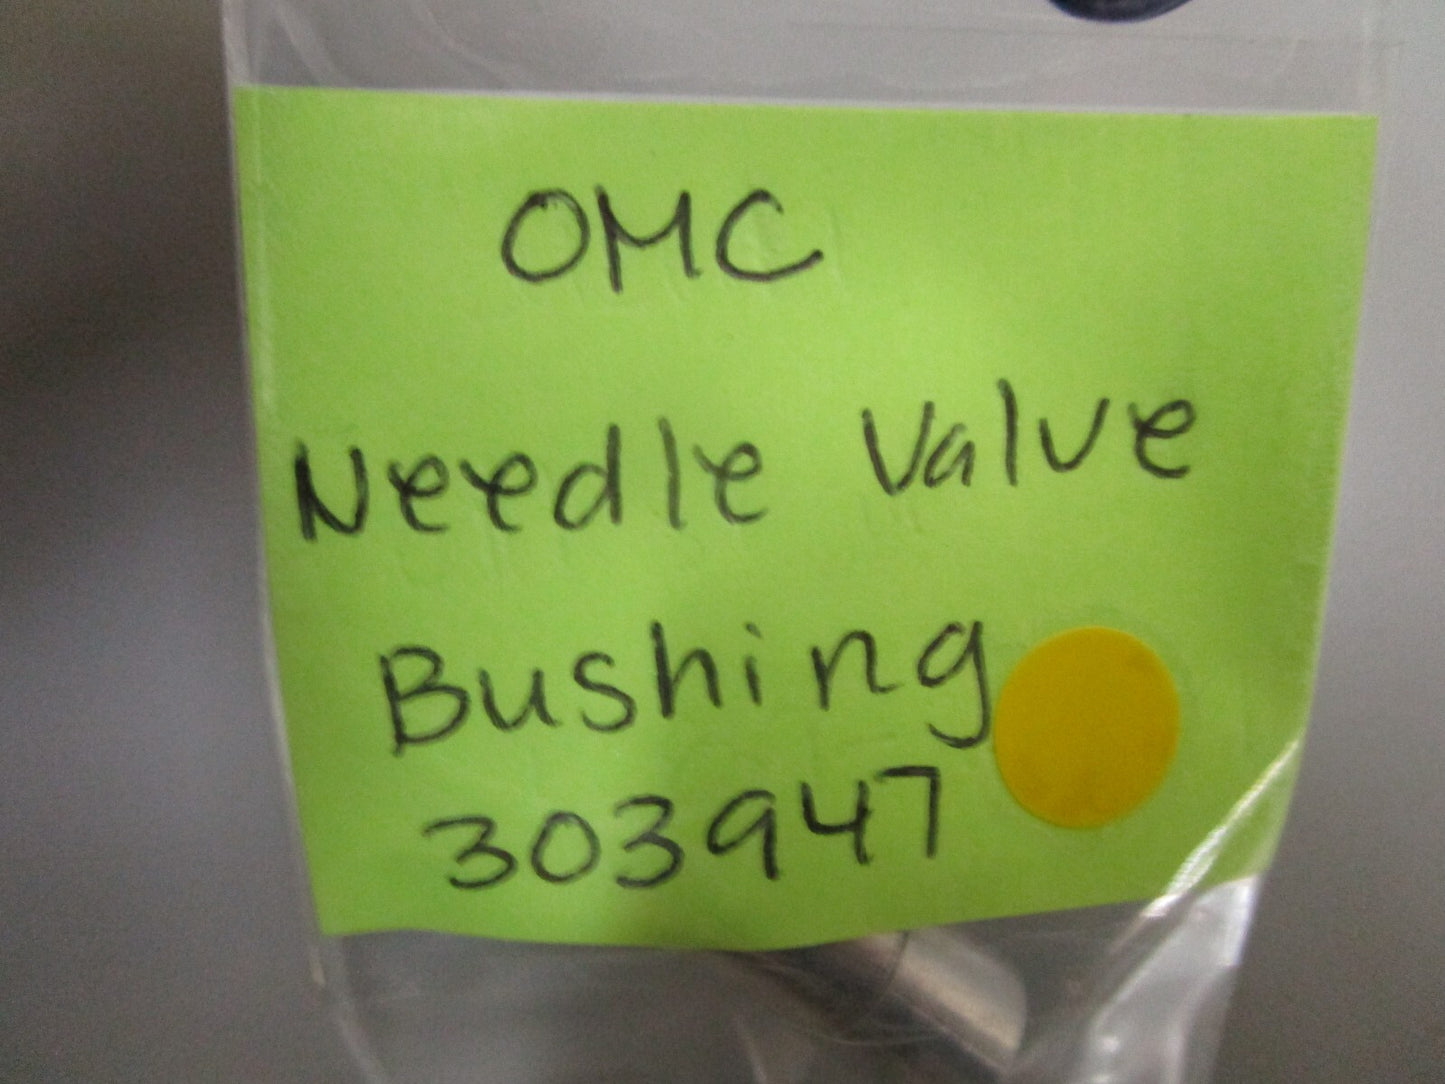 OMC
Needle Valve
Bushing
303947